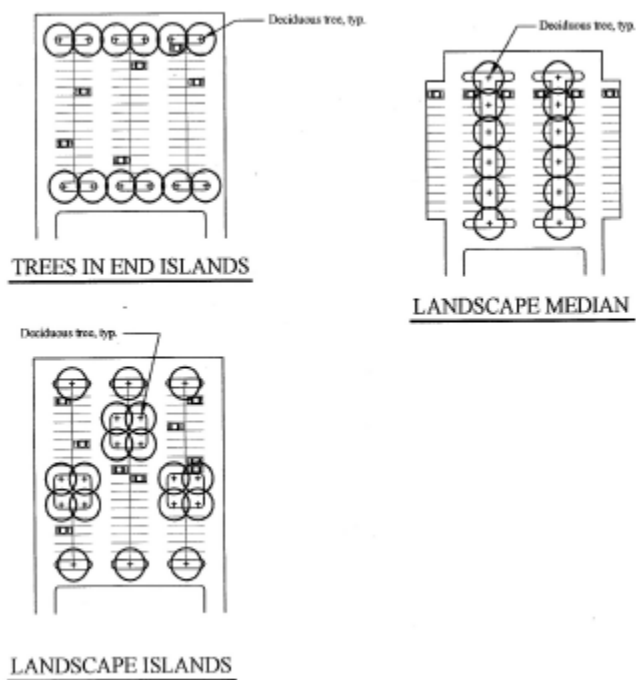 Deciduous tree, typ.
TREES IN END ISLANDS
Deciduous tree, typ.
LANDSCAPE MEDIAN
Deciduous tree, typ.
LANDSCAPE ISLANDS